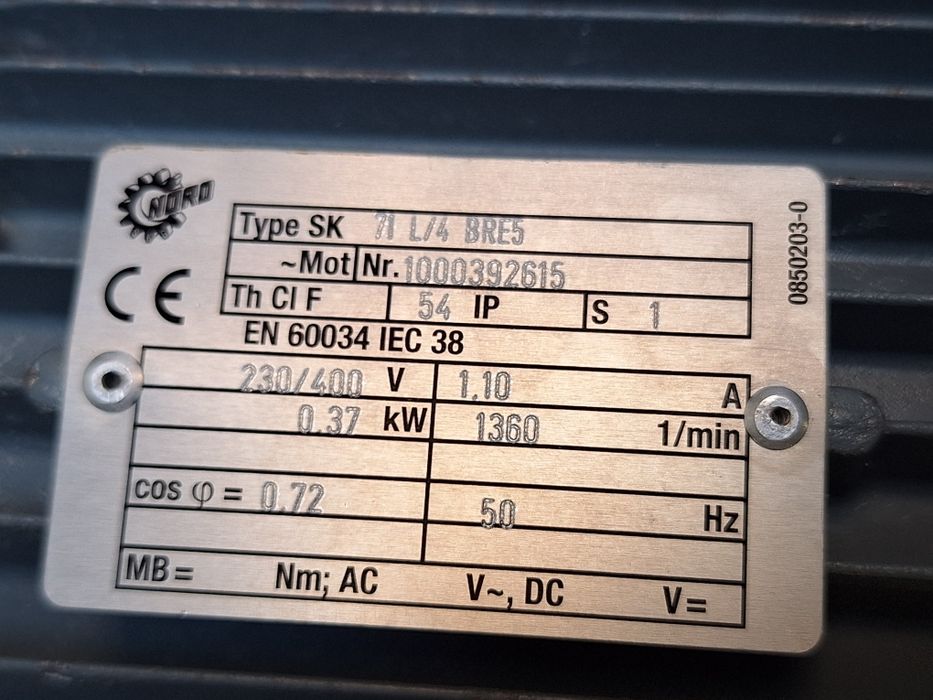 NORD
Type SK 71 L/4 BRE5
~Mot Nr. 1000392615
Th Cl F 54 IP S 1
EN 60034 IEC 38
230/400 V 1.10 A
0.37 kW 1360 1/min
cos φ = 0.72 50 Hz
MB= Nm; AC V~, DC V=
CE
0850203-0